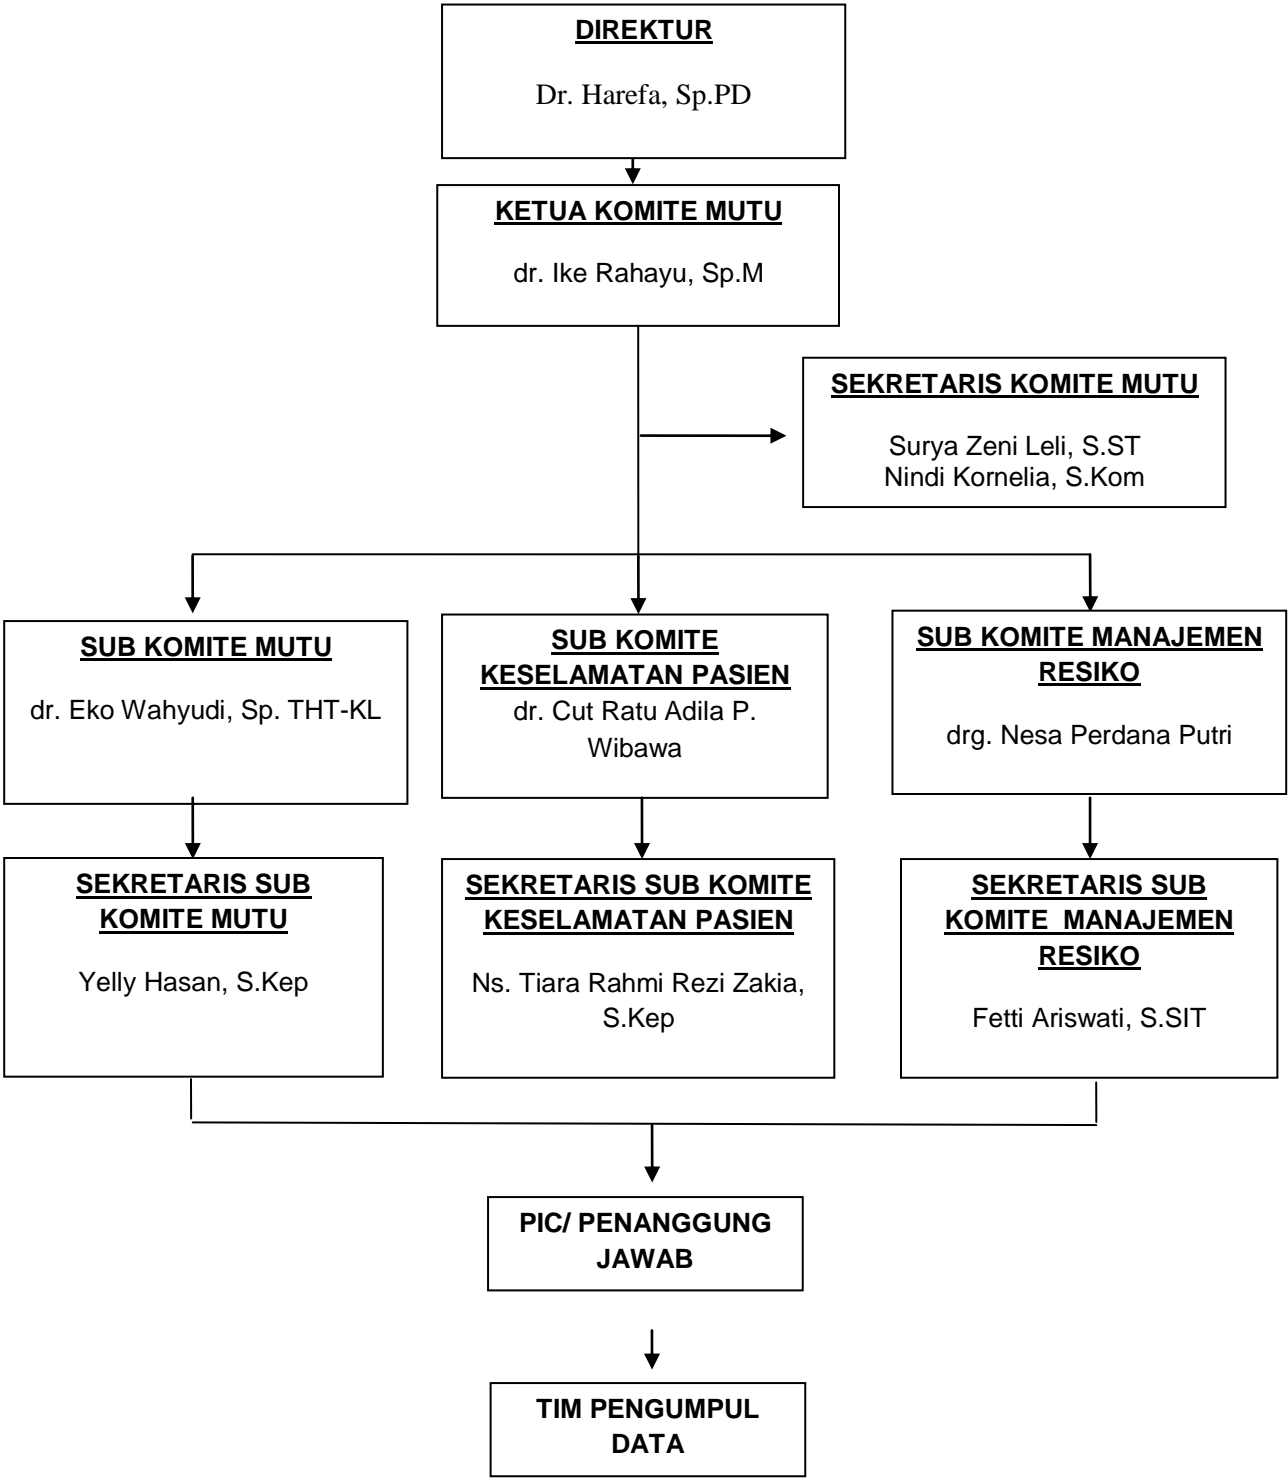 DIREKTUR
Dr. Harefa, Sp.PD
KETUA KOMITE MUTU
dr. Ike Rahayu, Sp.M
SEKRETARIS KOMITE MUTU
Surya Zeni Leli, S.ST
Nindi Kornelia, S.Kom
SUB KOMITE MUTU
dr. Eko Wahyudi, Sp. THT-KL
SUB KOMITE
KESELAMATAN PASIEN
dr. Cut Ratu Adila P.
Wibawa
SUB KOMITE MANAJEMEN
RESIKO
drg. Nesa Perdana Putri
SEKRETARIS SUB
KOMITE MUTU
Yelly Hasan, S.Kep
SEKRETARIS SUB KOMITE
KESELAMATAN PASIEN
Ns. Tiara Rahmi Rezi Zakia,
S.Kep
SEKRETARIS SUB
KOMITE MANAJEMEN
RESIKO
Fetti Ariswati, S.SIT
PIC/ PENANGGUNG
JAWAB
TIM PENGUMPUL
DATA